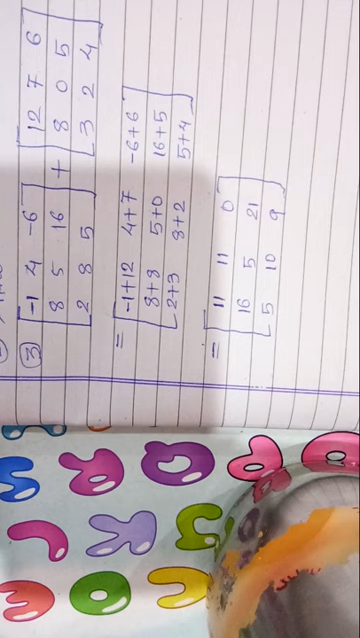 ③ [-1 4 -6] + [12 7 6]
8 5 16 8 0 5
2 8 5 3 2 4
= [-1+12 4+7 -6+6]
8+8 5+0 16+5
2+3 8+2 5+4
= [11 11 0]
16 5 21
5 10 9